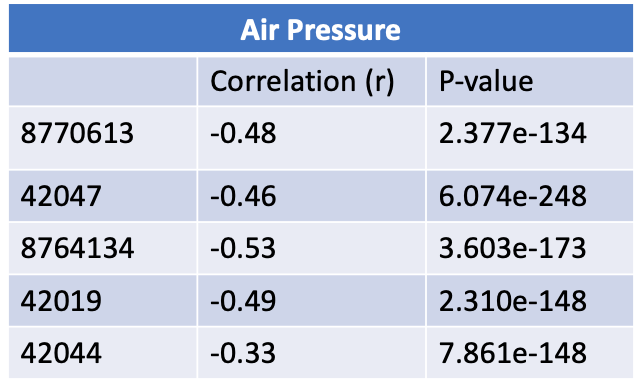 Air Pressure
Correlation (r) P-value
8770613 -0.48 2.377e-134
42047 -0.46 6.074e-248
8764134 -0.53 3.603e-173
42019 -0.49 2.310e-148
42044 -0.33 7.861e-148